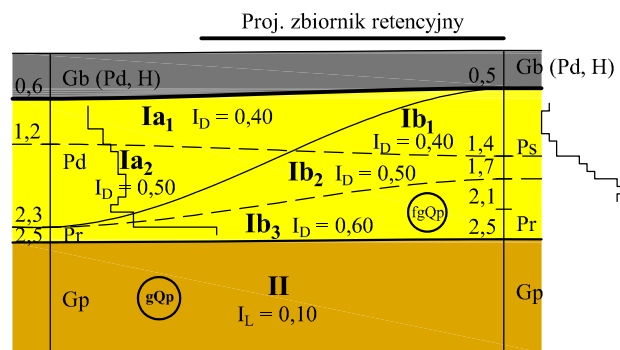 Proj. zbiornik retencyjny
Gb (Pd, H)
0,5
Gb (Pd, H)
0,6
Ia1
ID = 0,40
Ib1
ID = 0,40
1,2
Pd
Ia2
ID = 0,50
Ib2
ID = 0,50
1,4
Ps
1,7
2,1
fgQp
2,3
2,5
Pr
Ib3
ID = 0,60
2,5
Pr
Gp
gQp
II
IL = 0,10
Gp